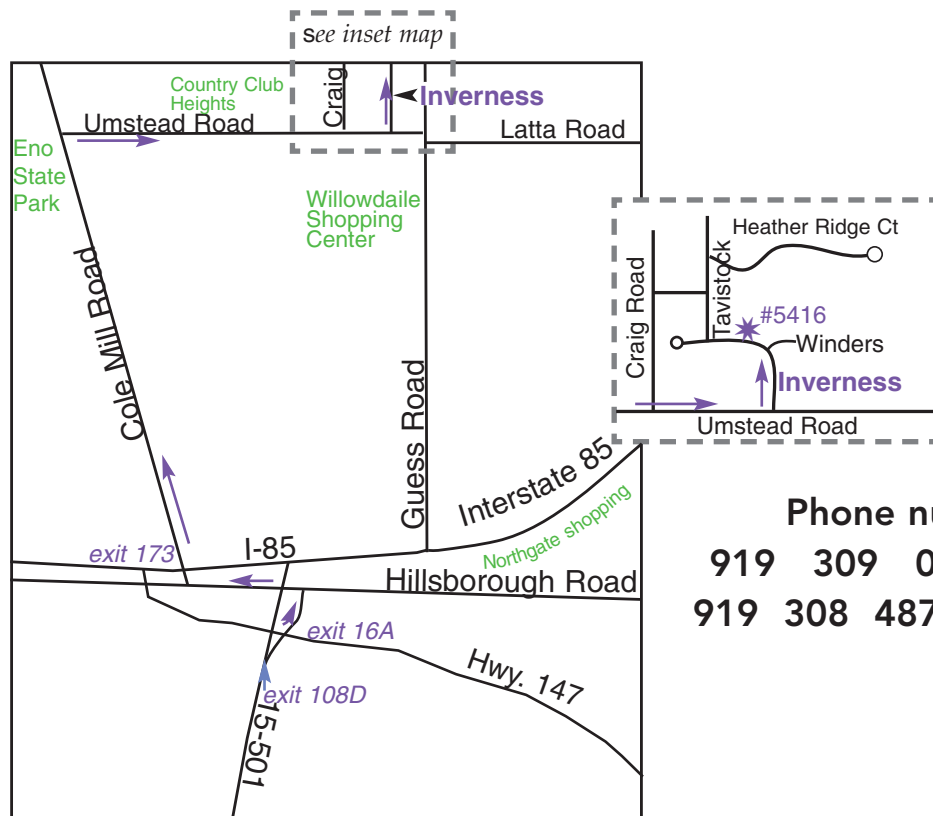 see inset map
Country Club
Heights
Craig
Inverness
Umstead Road
Latta Road
Eno
State
Park
Willowdaile
Shopping
Center
Cole Mill Road
Guess Road
Interstate 85
Northgate shopping
exit 173
I-85
Hillsborough Road
exit 16A
Hwy. 147
exit 108D
15-501
Heather Ridge Ct
Tavistock
Craig Road
#5416
Winders
Inverness
Umstead Road
Phone nu
919 309 0
919 308 487